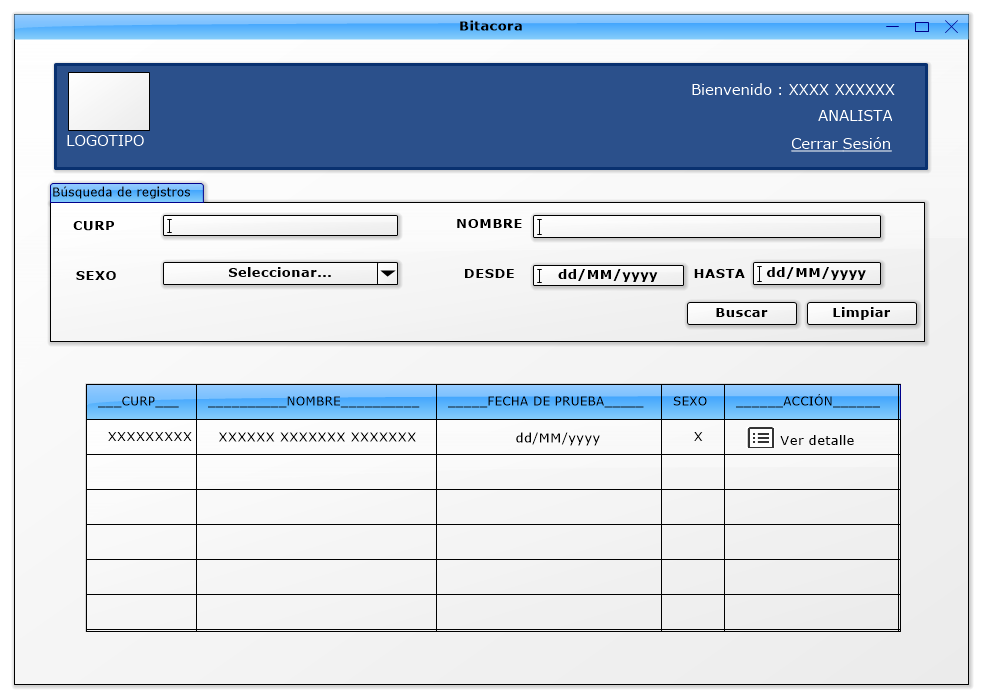 Bitacora
Bienvenido : XXXX XXXXXX
ANALISTA
LOGOTIPO
Cerrar Sesión
Búsqueda de registros
CURP
NOMBRE
SEXO
Seleccionar...
DESDE
dd/MM/yyyy
HASTA
dd/MM/yyyy
Buscar
Limpiar
___CURP___ __________NOMBRE__________ _____FECHA DE PRUEBA_____ SEXO ______ACCIÓN______
XXXXXXXXX XXXXXX XXXXXXX XXXXXXX dd/MM/yyyy X Ver detalle